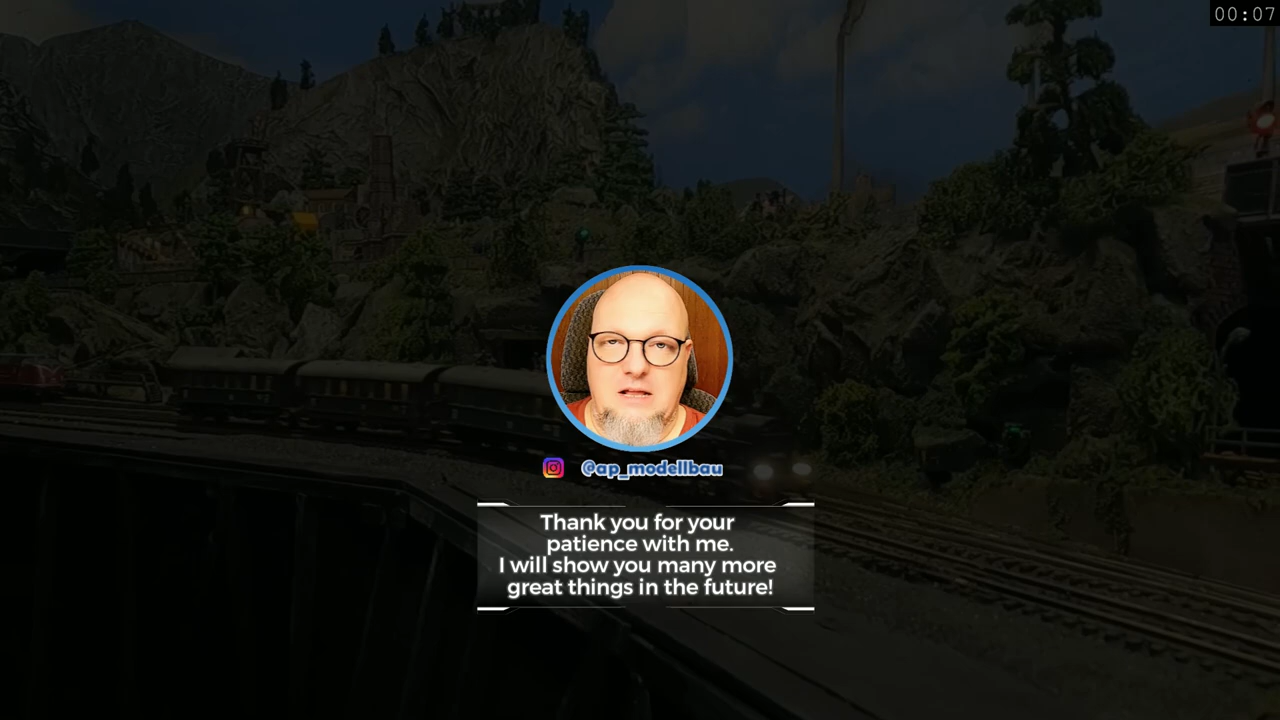 00:07
@ap_modellbau
Thank you for your
patience with me.
I will show you many more
great things in the future!